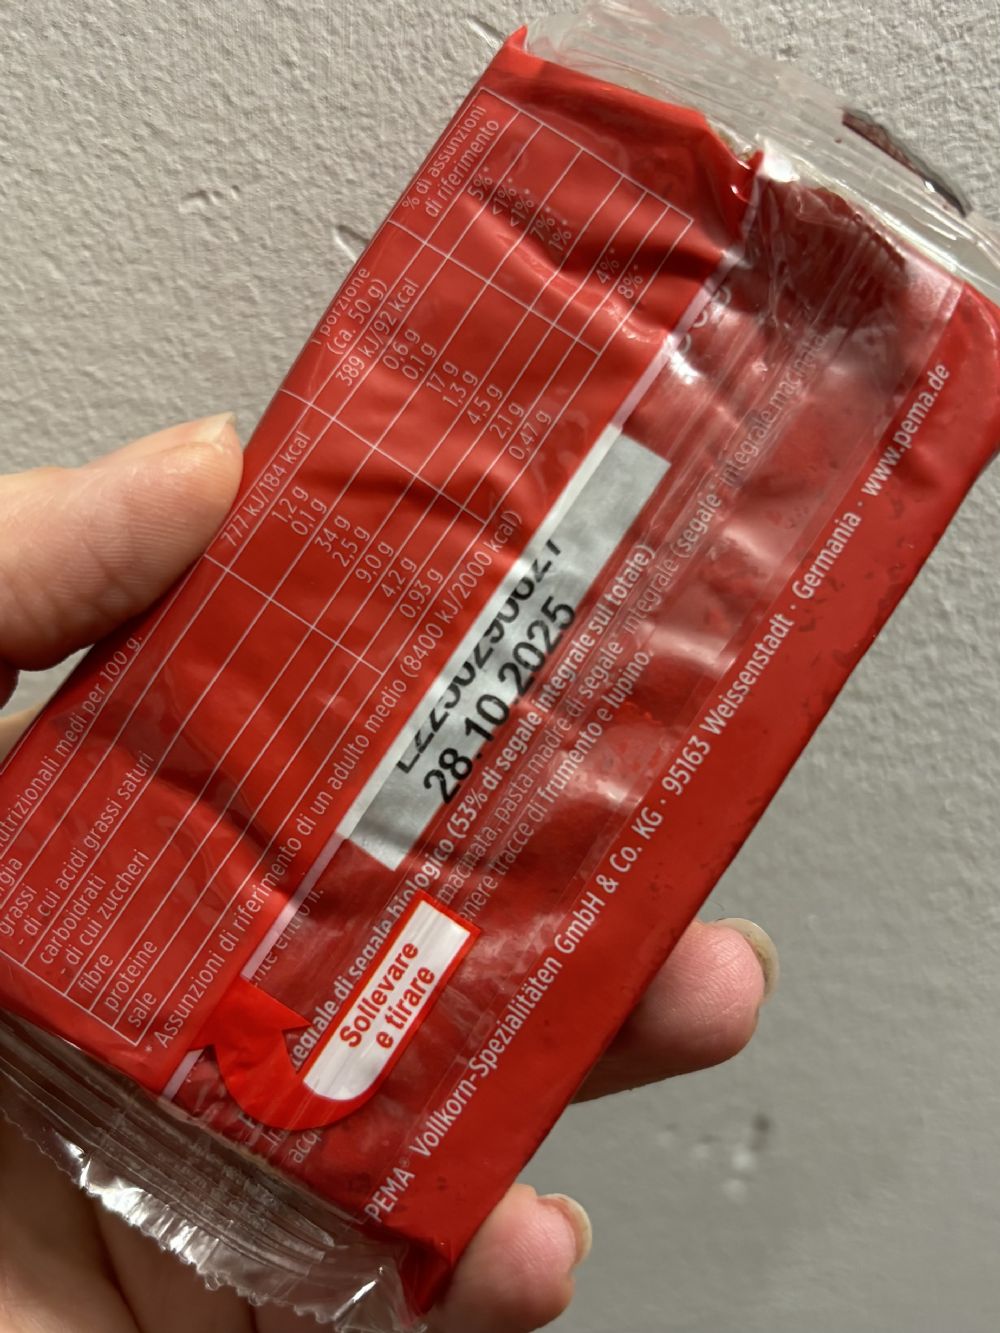 nutrizionali medi per 100 g.
1 porzione
(Ca. 50 g)
% di assunzioni
di riferimento
777 kJ/184 kcal 389 kJ/92 kcal 5%*
grassi 1,2 g 0,6 g <1%*
- di cui acidi grassi saturi 0,1 g 0,1 g <1%*
carboidrati 34 g 17 g 7%*
- di cui zuccheri 2,5 g 1,3 g 1%*
fibre 9,0 g 4,5 g
proteine 4,2 g 2,1 g 4%*
sale 0,93 g 0,47 g 8%*
* Assunzioni di riferimento di un adulto medio (8400 kJ/2000 kcal)
28.10.2025
di segale biologico (53% di segale integrale sul totale)
macinata, pasta madre di segale integrale (segale integrale macinata
tracce di frumento e lupino.
Sollevare
e tirare
PEMA® Vollkorn-Spezialitäten GmbH & Co. KG · 95163 Weissenstadt · Germania · www.pema.de